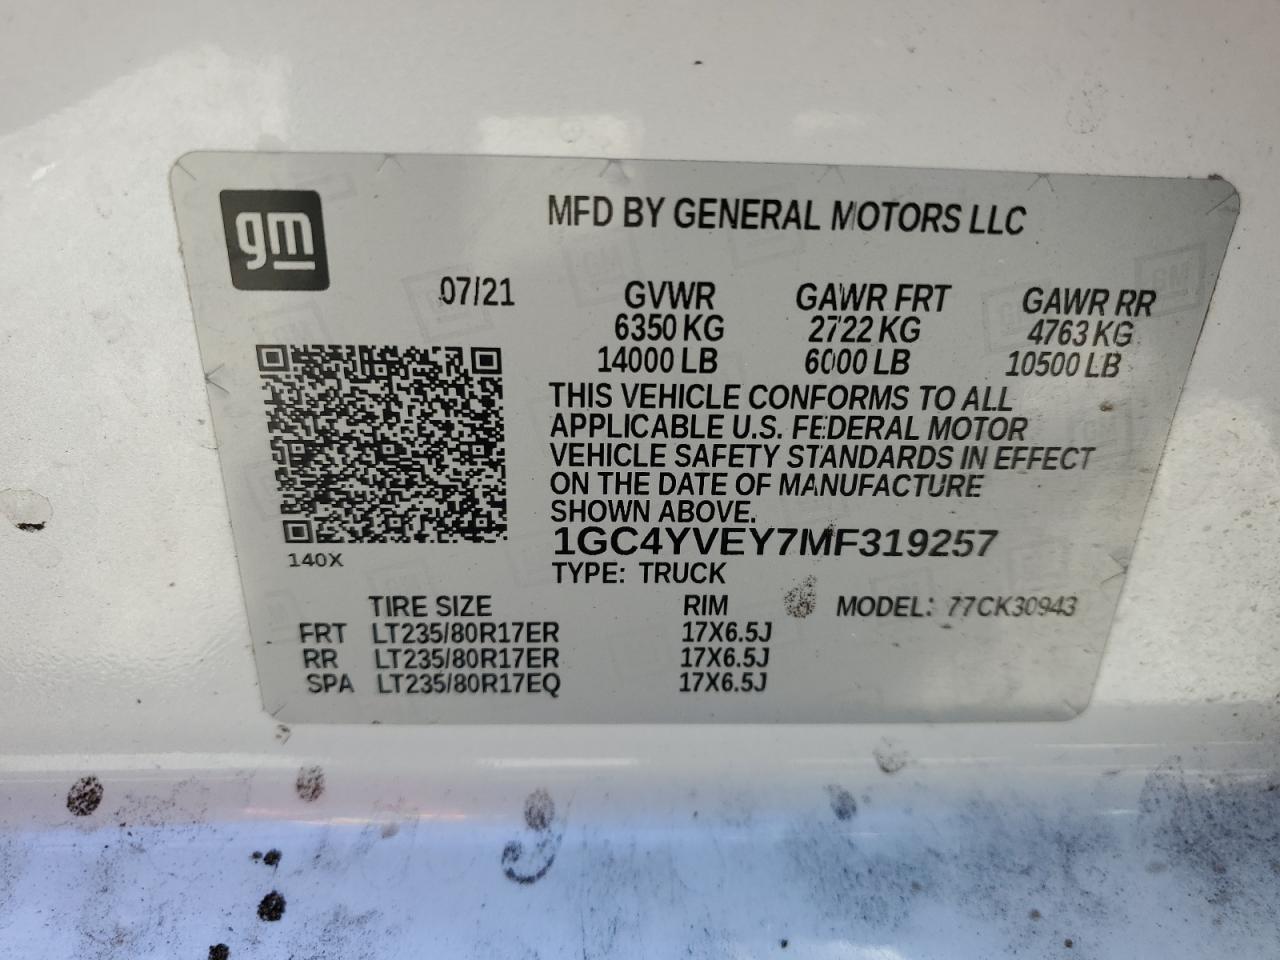 gm
MFD BY GENERAL MOTORS LLC
07/21 GVWR GAWR FRT GAWR RR
6350 KG 2722 KG 4763 KG
14000 LB 6000 LB 10500 LB
THIS VEHICLE CONFORMS TO ALL
APPLICABLE U.S. FEDERAL MOTOR
VEHICLE SAFETY STANDARDS IN EFFECT
ON THE DATE OF MANUFACTURE
SHOWN ABOVE.
1GC4YVEY7MF319257
140X
TYPE: TRUCK
TIRE SIZE RIM MODEL: 77CK30943
FRT LT235/80R17ER 17X6.5J
RR LT235/80R17ER 17X6.5J
SPA LT235/80R17EQ 17X6.5J